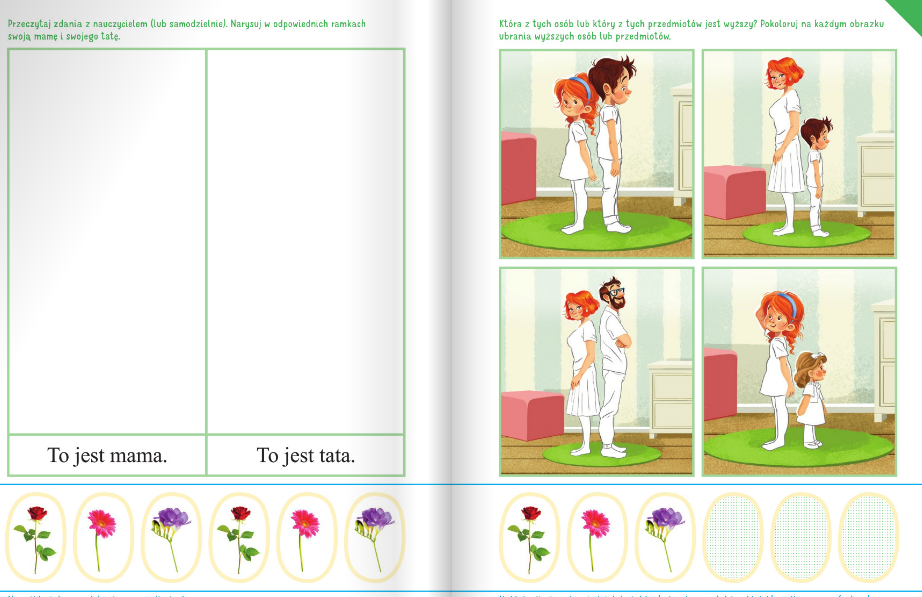 Przeczytaj zdania z nauczycielem (lub samodzielnie). Narysuj w odpowiednich ramkach
swoją mamę i swojego tatę.
To jest mama.
To jest tata.
Która z tych osób lub który z tych przedmiotów jest wyższy? Pokoloruj na każdym obrazku
ubrania wyższych osób lub przedmiotów.